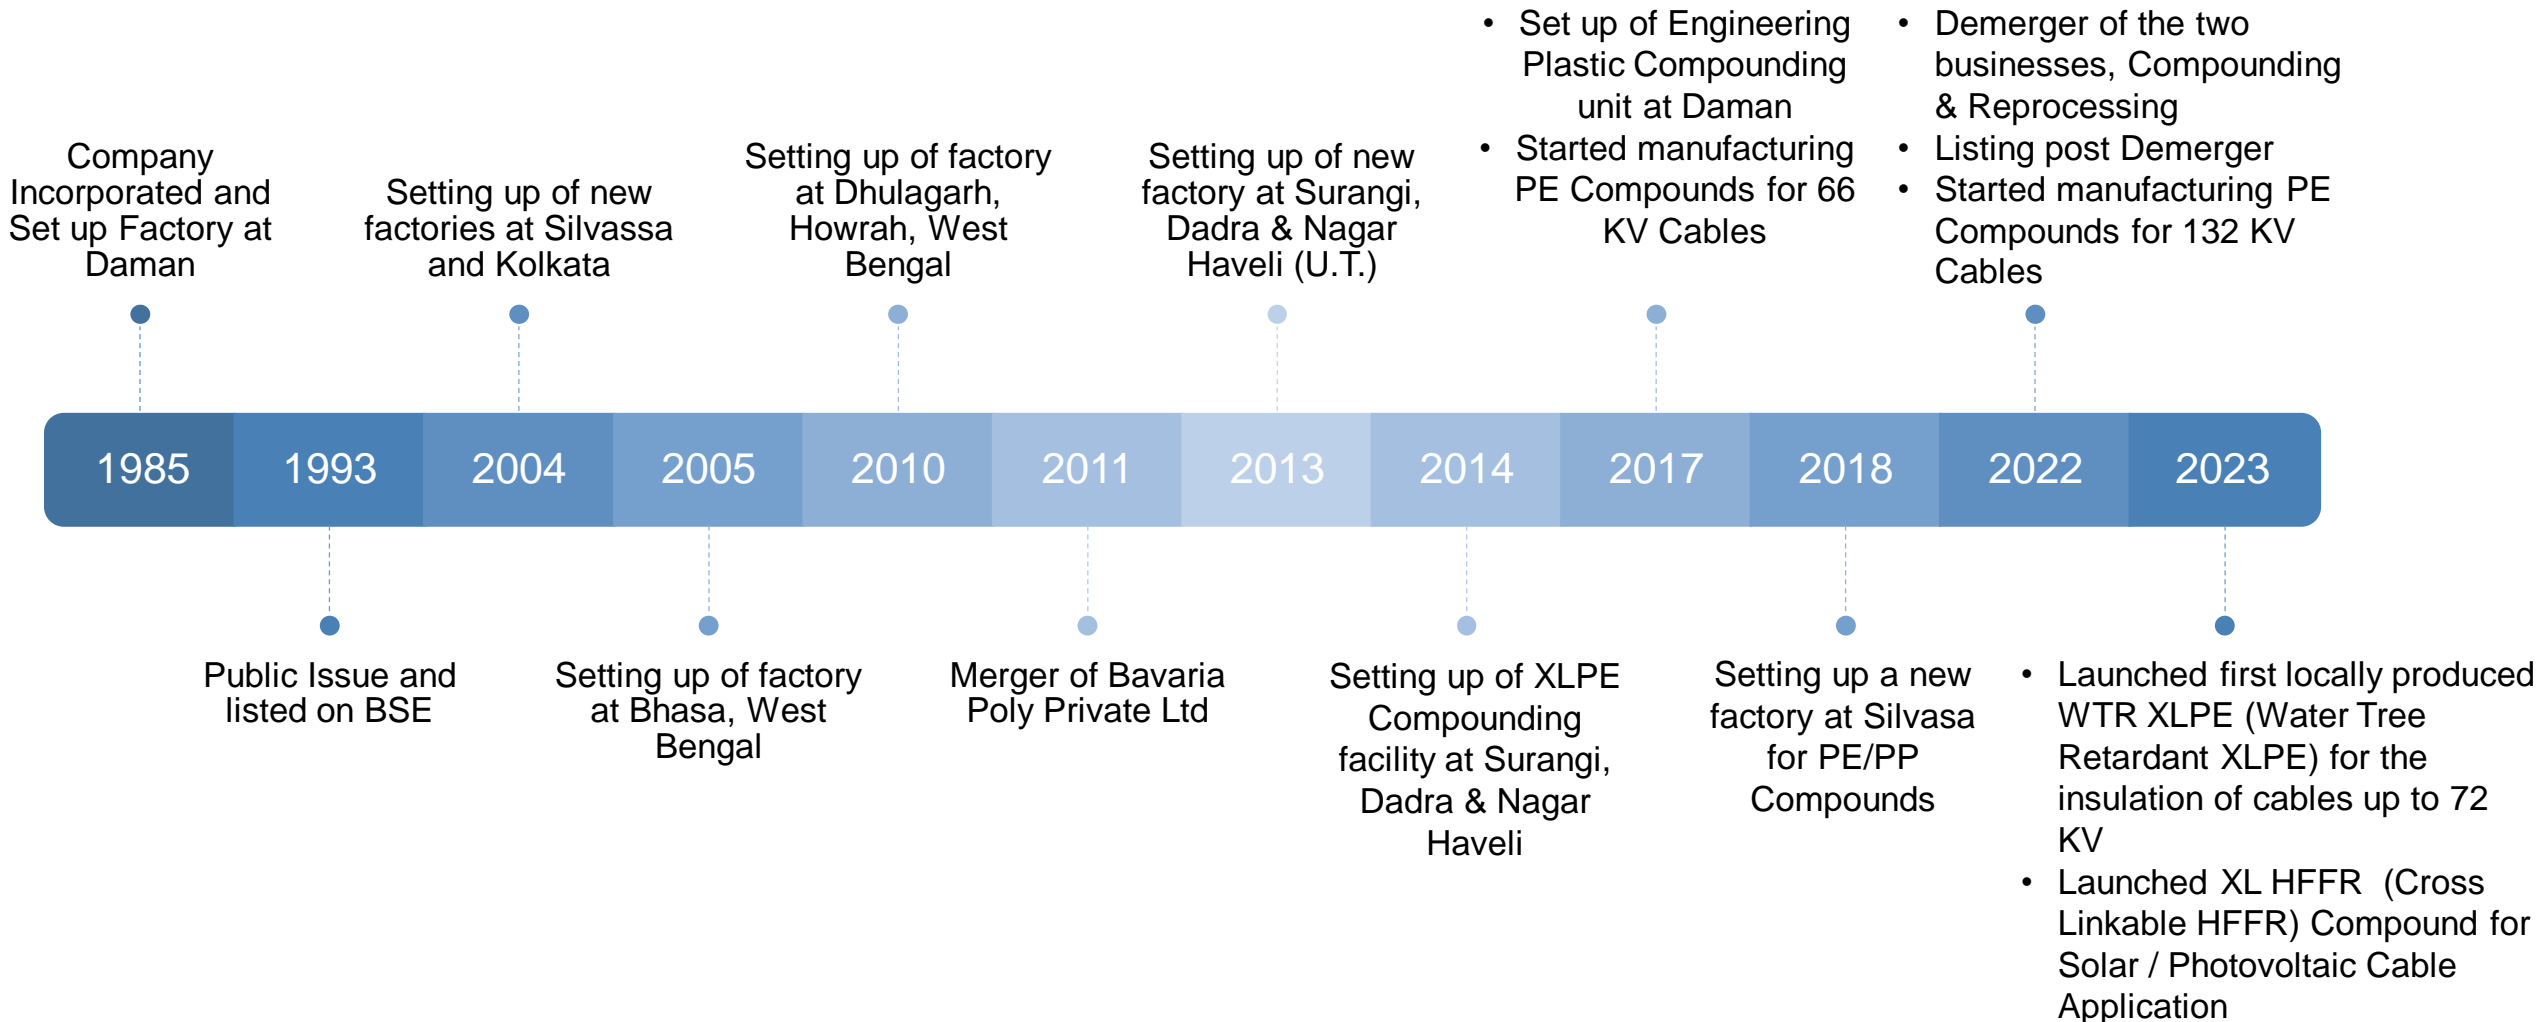 Company
Incorporated and
Set up Factory at
Daman
Setting up of new
factories at Silvassa
and Kolkata
Setting up of factory
at Dhulagarh,
Howrah, West
Bengal
Setting up of new
factory at Surangi,
Dadra & Nagar
Haveli (U.T.)
• Set up of Engineering
Plastic Compounding
unit at Daman
• Started manufacturing
PE Compounds for 66
KV Cables
• Demerger of the two
businesses, Compounding
& Reprocessing
• Listing post Demerger
• Started manufacturing PE
Compounds for 132 KV
Cables
1985 1993 2004 2005 2010 2011 2013 2014 2017 2018 2022 2023
Public Issue and
listed on BSE
Setting up of factory
at Bhasa, West
Bengal
Merger of Bavaria
Poly Private Ltd
Setting up of XLPE
Compounding
facility at Surangi,
Dadra & Nagar
Haveli
Setting up a new
factory at Silvasa
for PE/PP
Compounds
• Launched first locally produced
WTR XLPE (Water Tree
Retardant XLPE) for the
insulation of cables up to 72
KV
• Launched XL HFFR (Cross
Linkable HFFR) Compound for
Solar / Photovoltaic Cable
Application